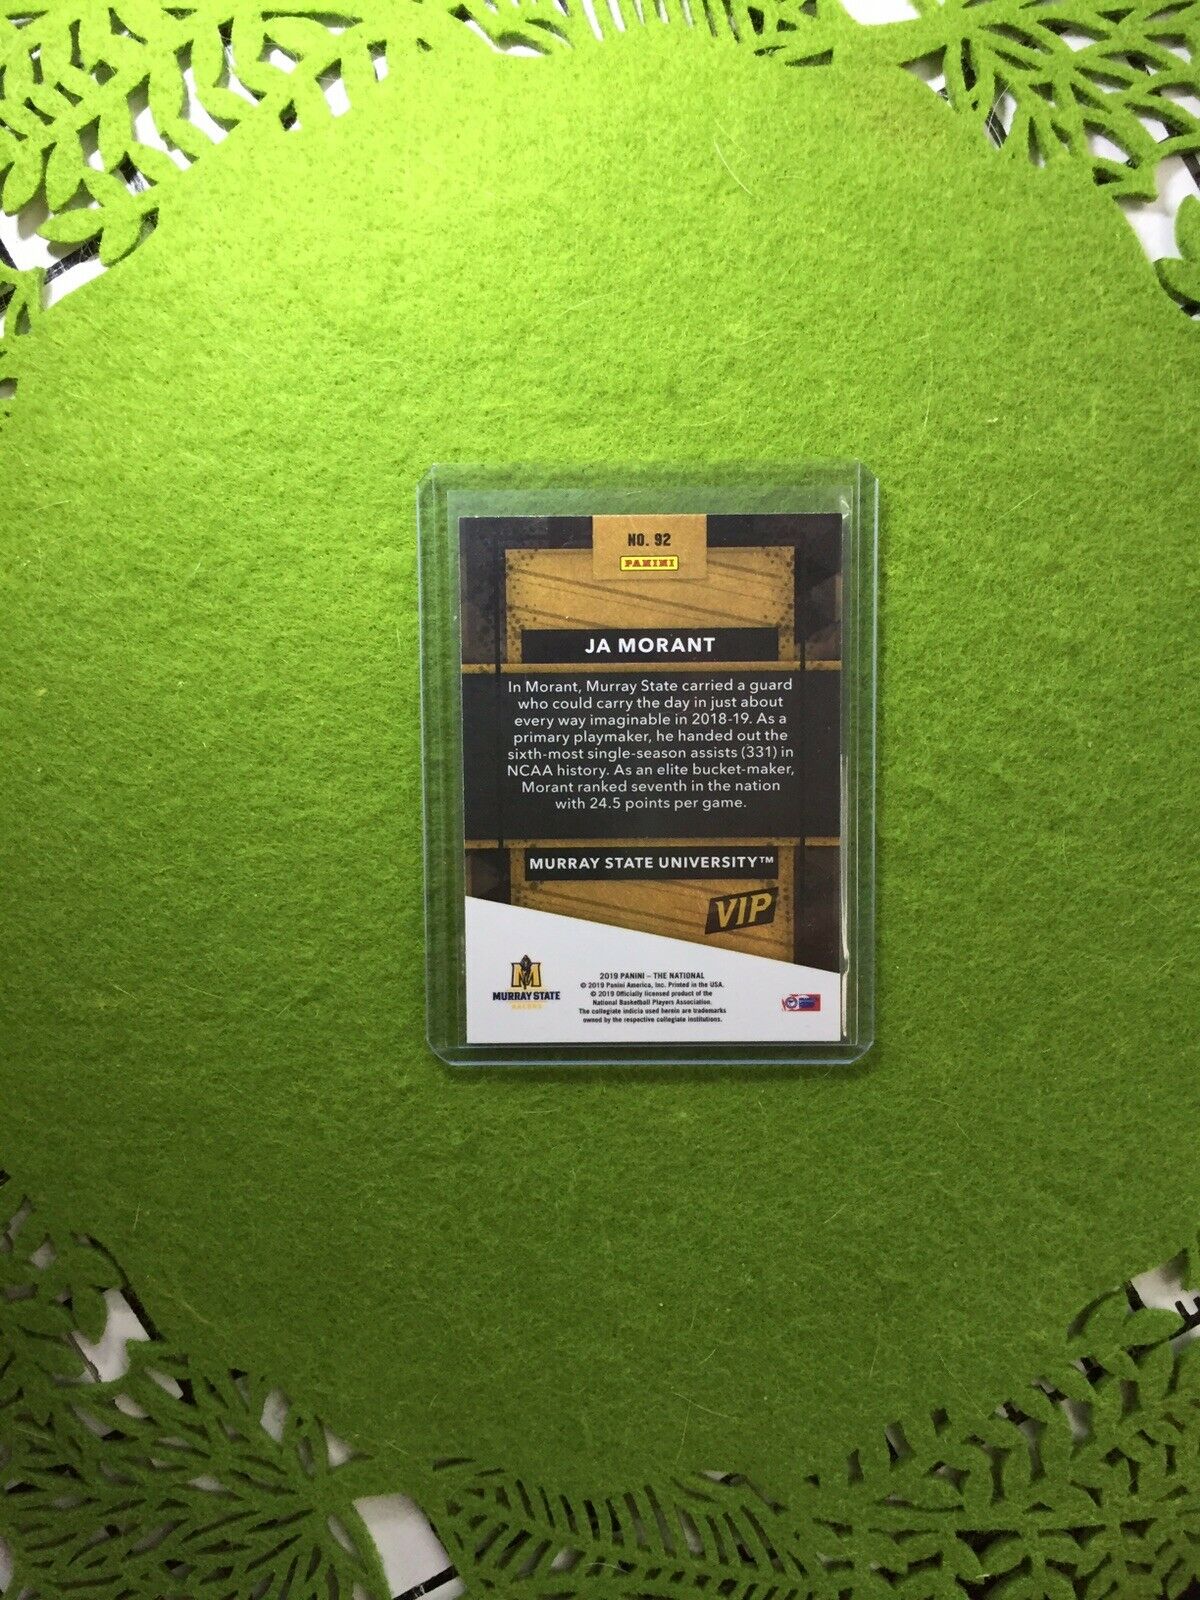 NO. 92
PANINI
JA MORANT
In Morant, Murray State carried a guard
who could carry the day in just about
every way imaginable in 2018-19. As a
primary playmaker, he handed out the
sixth-most single-season assists (331) in
NCAA history. As an elite bucket-maker,
Morant ranked seventh in the nation
with 24.5 points per game.
MURRAY STATE UNIVERSITY™
VIP
M
MURRAY STATE
RACERS
2019 PANINI – THE NATIONAL
© 2019 Panini America, Inc. Printed in the USA.
© 2019 Officially licensed product of the
National Basketball Players Association.
The collegiate indicia used herein are trademarks
owned by the respective collegiate institutions.